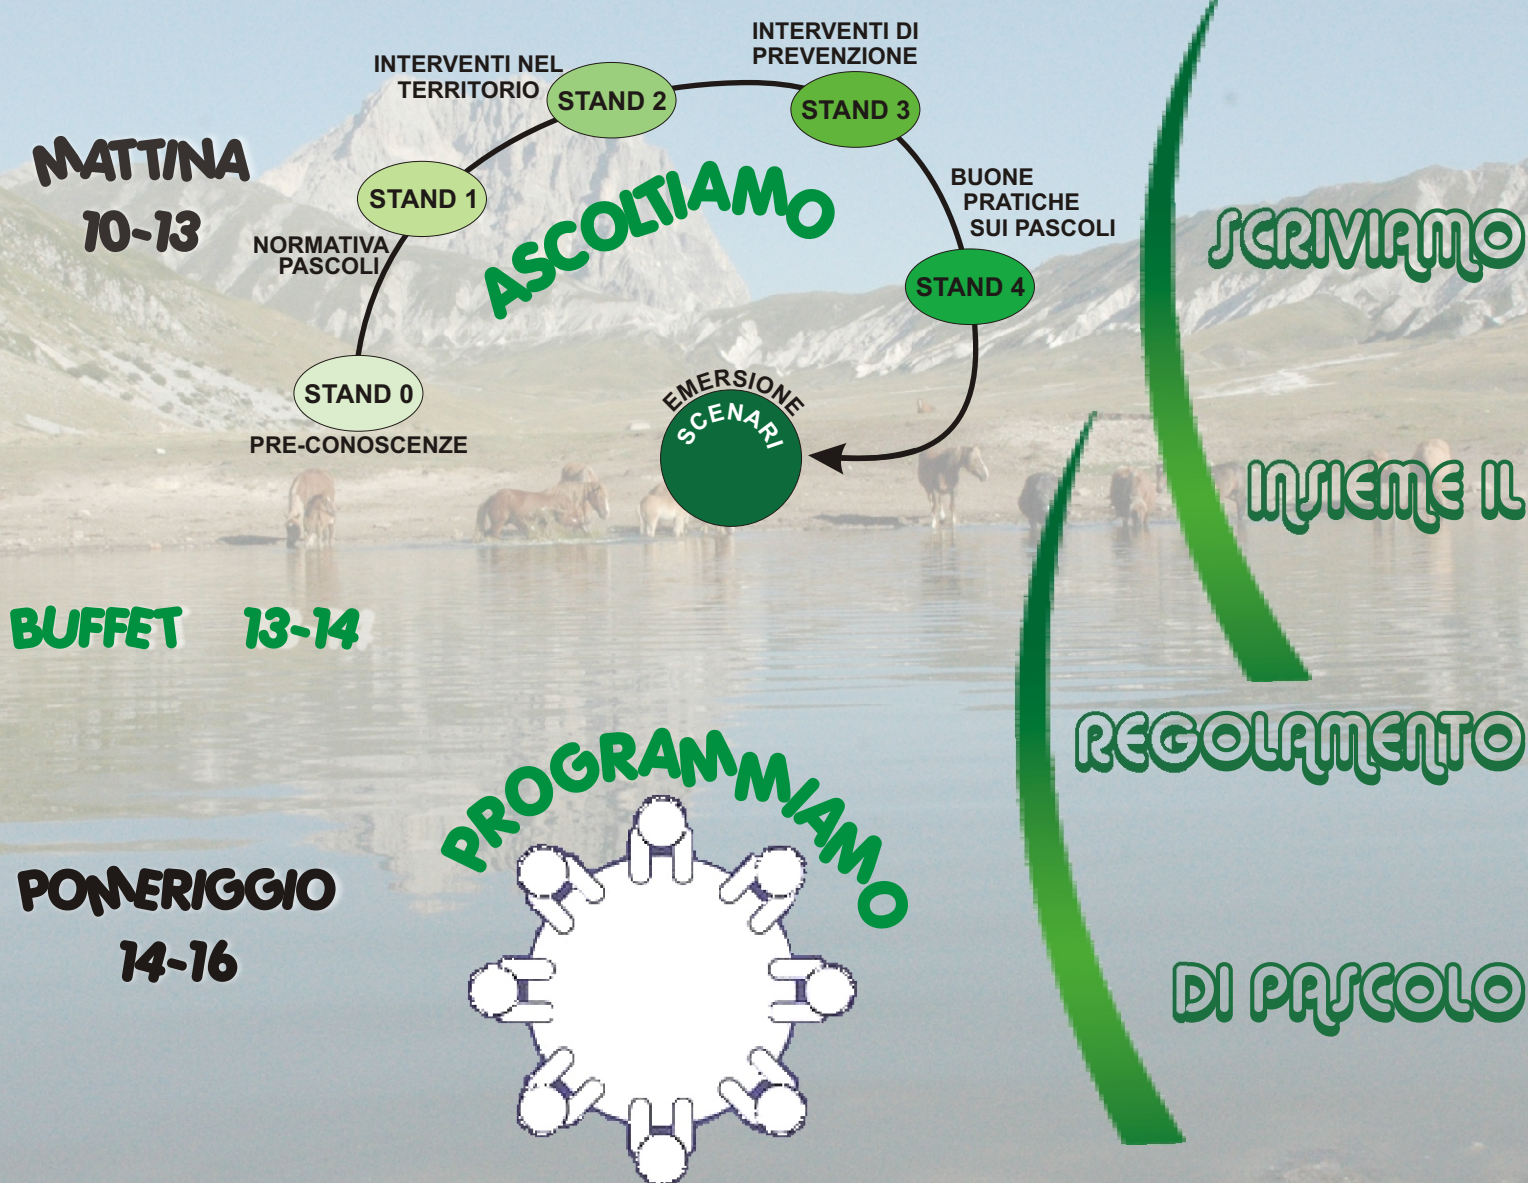 MATTINA
10-13
ASCOLTIAMO
STAND 0
PRE-CONOSCENZE
STAND 1
NORMATIVA
PASCOLI
STAND 2
INTERVENTI NEL
TERRITORIO
STAND 3
INTERVENTI DI
PREVENZIONE
STAND 4
BUONE
PRATICHE
SUI PASCOLI
EMERSIONE
SCENARI
BUFFET 13-14
POMERIGGIO
14-16
PROGRAMMIAMO
SCRIVIAMO
INSIEME IL
REGOLAMENTO
DI PASCOLO